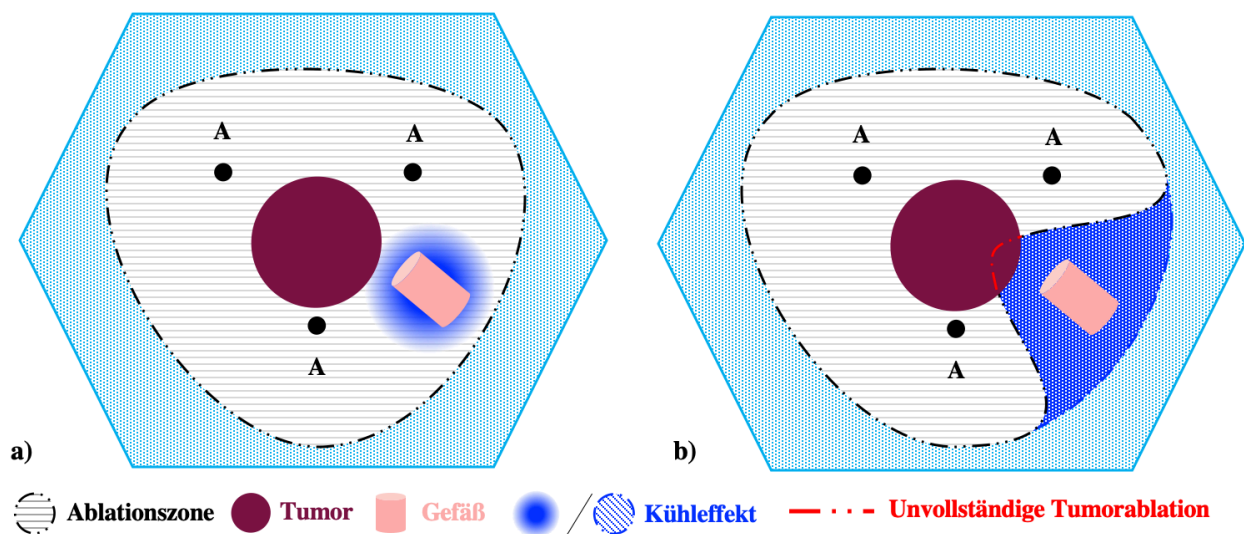 A A
A
a)
A A
A
b)
Ablationszone Tumor Gefäß / Kühleffekt Unvollständige Tumorablation